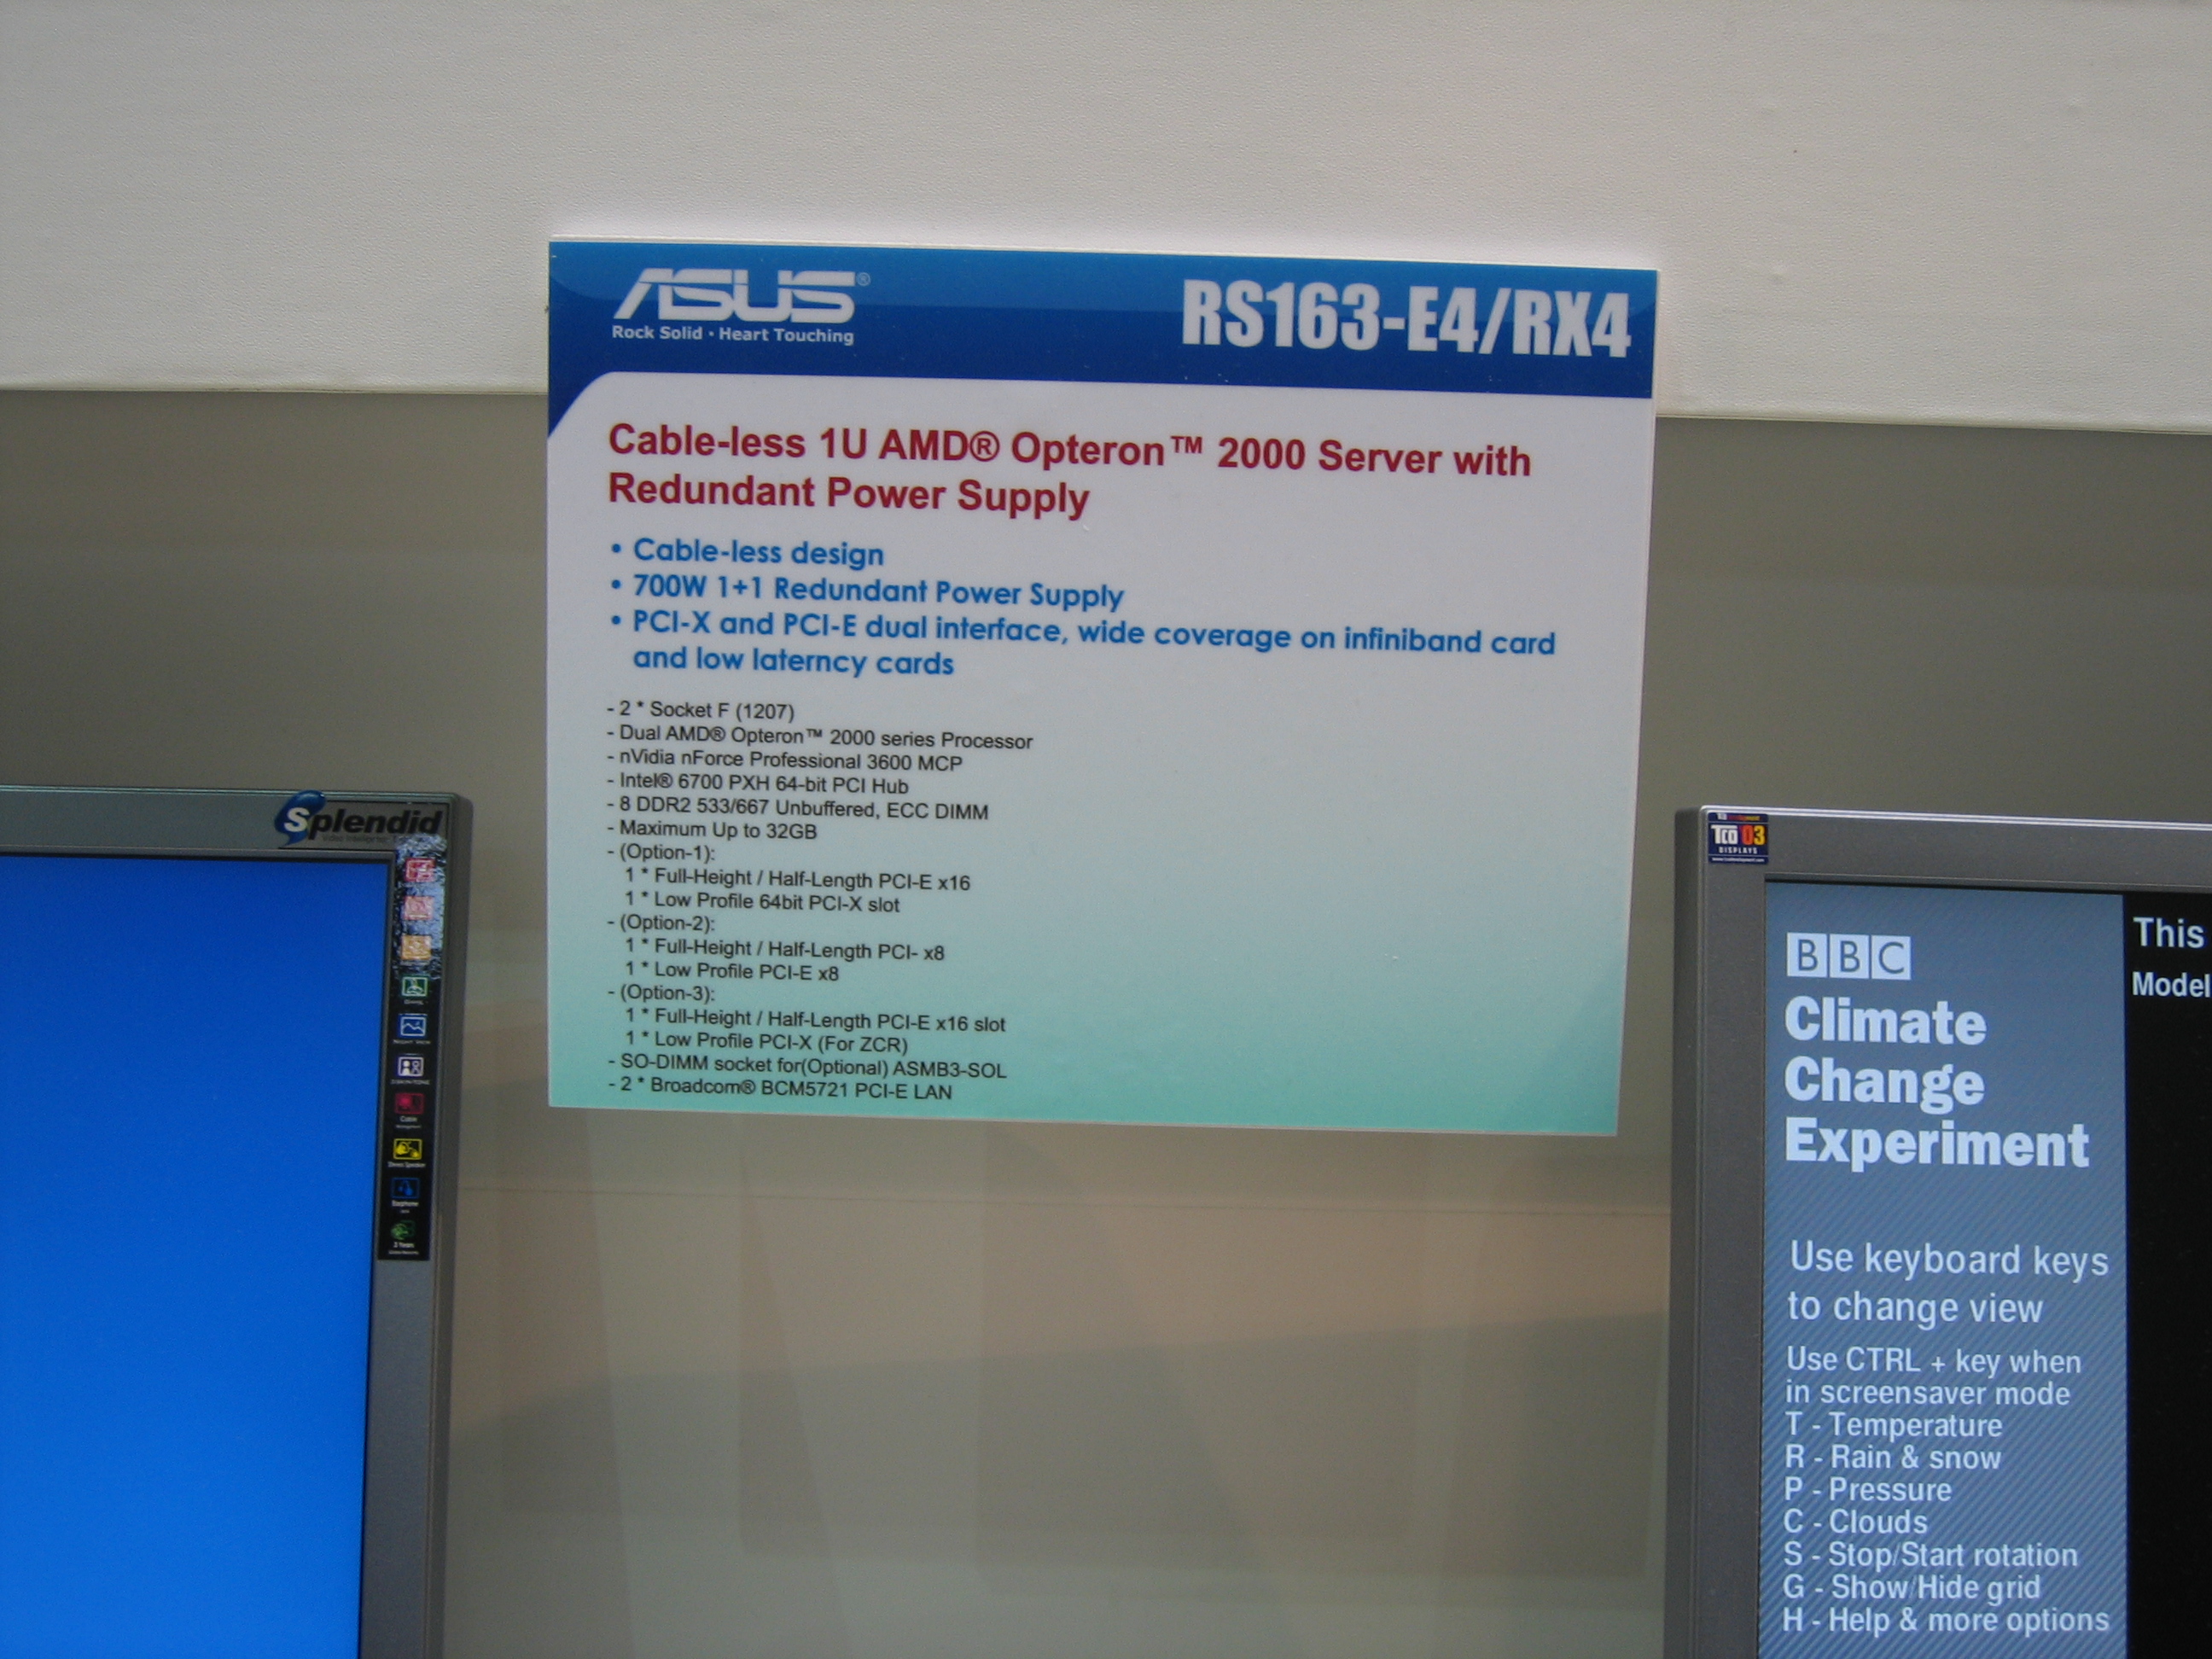 ASUS®
Rock Solid • Heart Touching
RS163-E4/RX4
Cable-less 1U AMD® Opteron™ 2000 Server with
Redundant Power Supply
• Cable-less design
• 700W 1+1 Redundant Power Supply
• PCI-X and PCI-E dual interface, wide coverage on infiniband card
and low laterncy cards
- 2 * Socket F (1207)
- Dual AMD® Opteron™ 2000 series Processor
- nVidia nForce Professional 3600 MCP
- Intel® 6700 PXH 64-bit PCI Hub
- 8 DDR2 533/667 Unbuffered, ECC DIMM
- Maximum Up to 32GB
- (Option-1):
1 * Full-Height / Half-Length PCI-E x16
1 * Low Profile 64bit PCI-X slot
- (Option-2):
1 * Full-Height / Half-Length PCI- x8
1 * Low Profile PCI-E x8
- (Option-3):
1 * Full-Height / Half-Length PCI-E x16 slot
1 * Low Profile PCI-X (For ZCR)
- SO-DIMM socket for(Optional) ASMB3-SOL
- 2 * Broadcom® BCM5721 PCI-E LAN
Splendid
TCO'03
DISPLAYS
BBC
Climate
Change
Experiment
Use keyboard keys
to change view
Use CTRL + key when
in screensaver mode
T - Temperature
R - Rain & snow
P - Pressure
C - Clouds
S - Stop/Start rotation
G - Show/Hide grid
H - Help & more options
This
Model